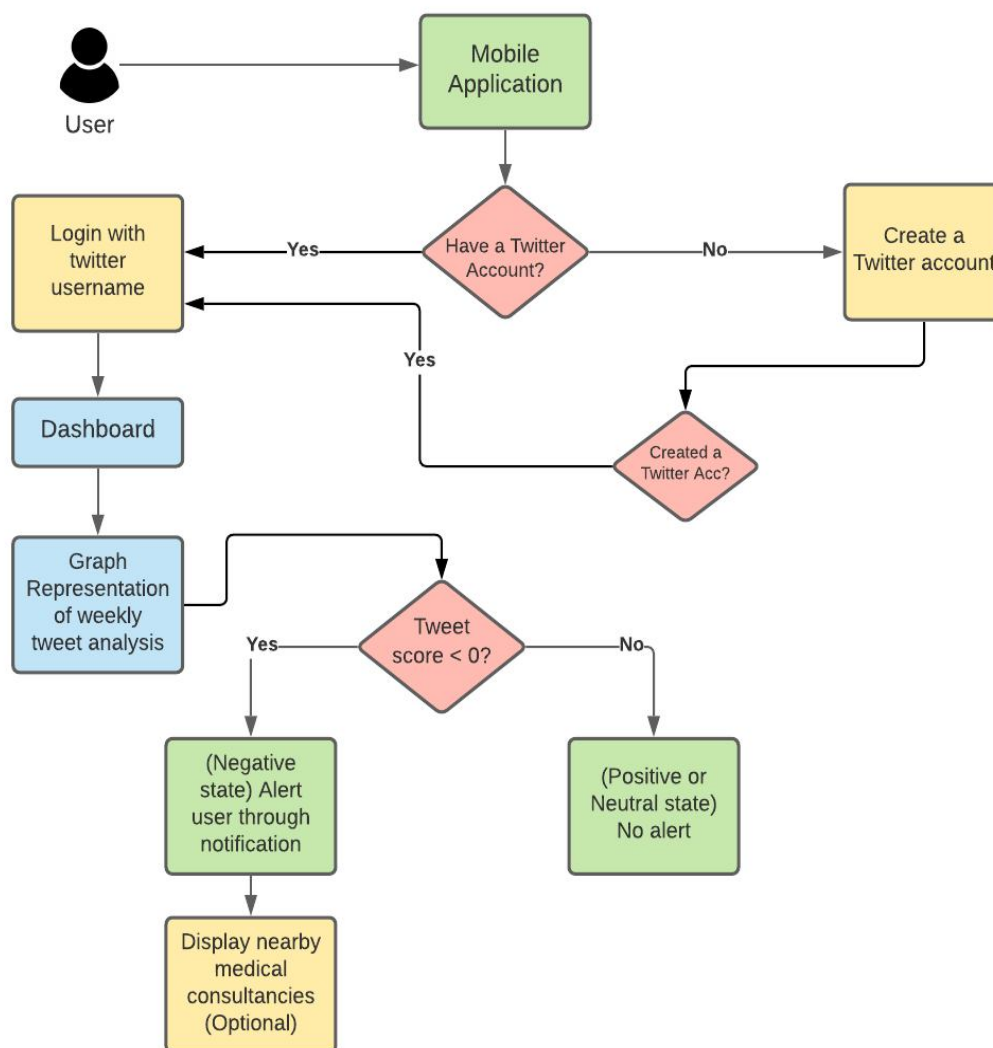 Mobile
Application
User
Have a Twitter
Account?
Yes
No
Login with
twitter
username
Create a
Twitter account
Yes
Created a
Twitter Acc?
Dashboard
Graph
Representation
of weekly
tweet analysis
Tweet
score < 0?
Yes
No
(Negative
state) Alert
user through
notification
(Positive or
Neutral state)
No alert
Display nearby
medical
consultancies
(Optional)